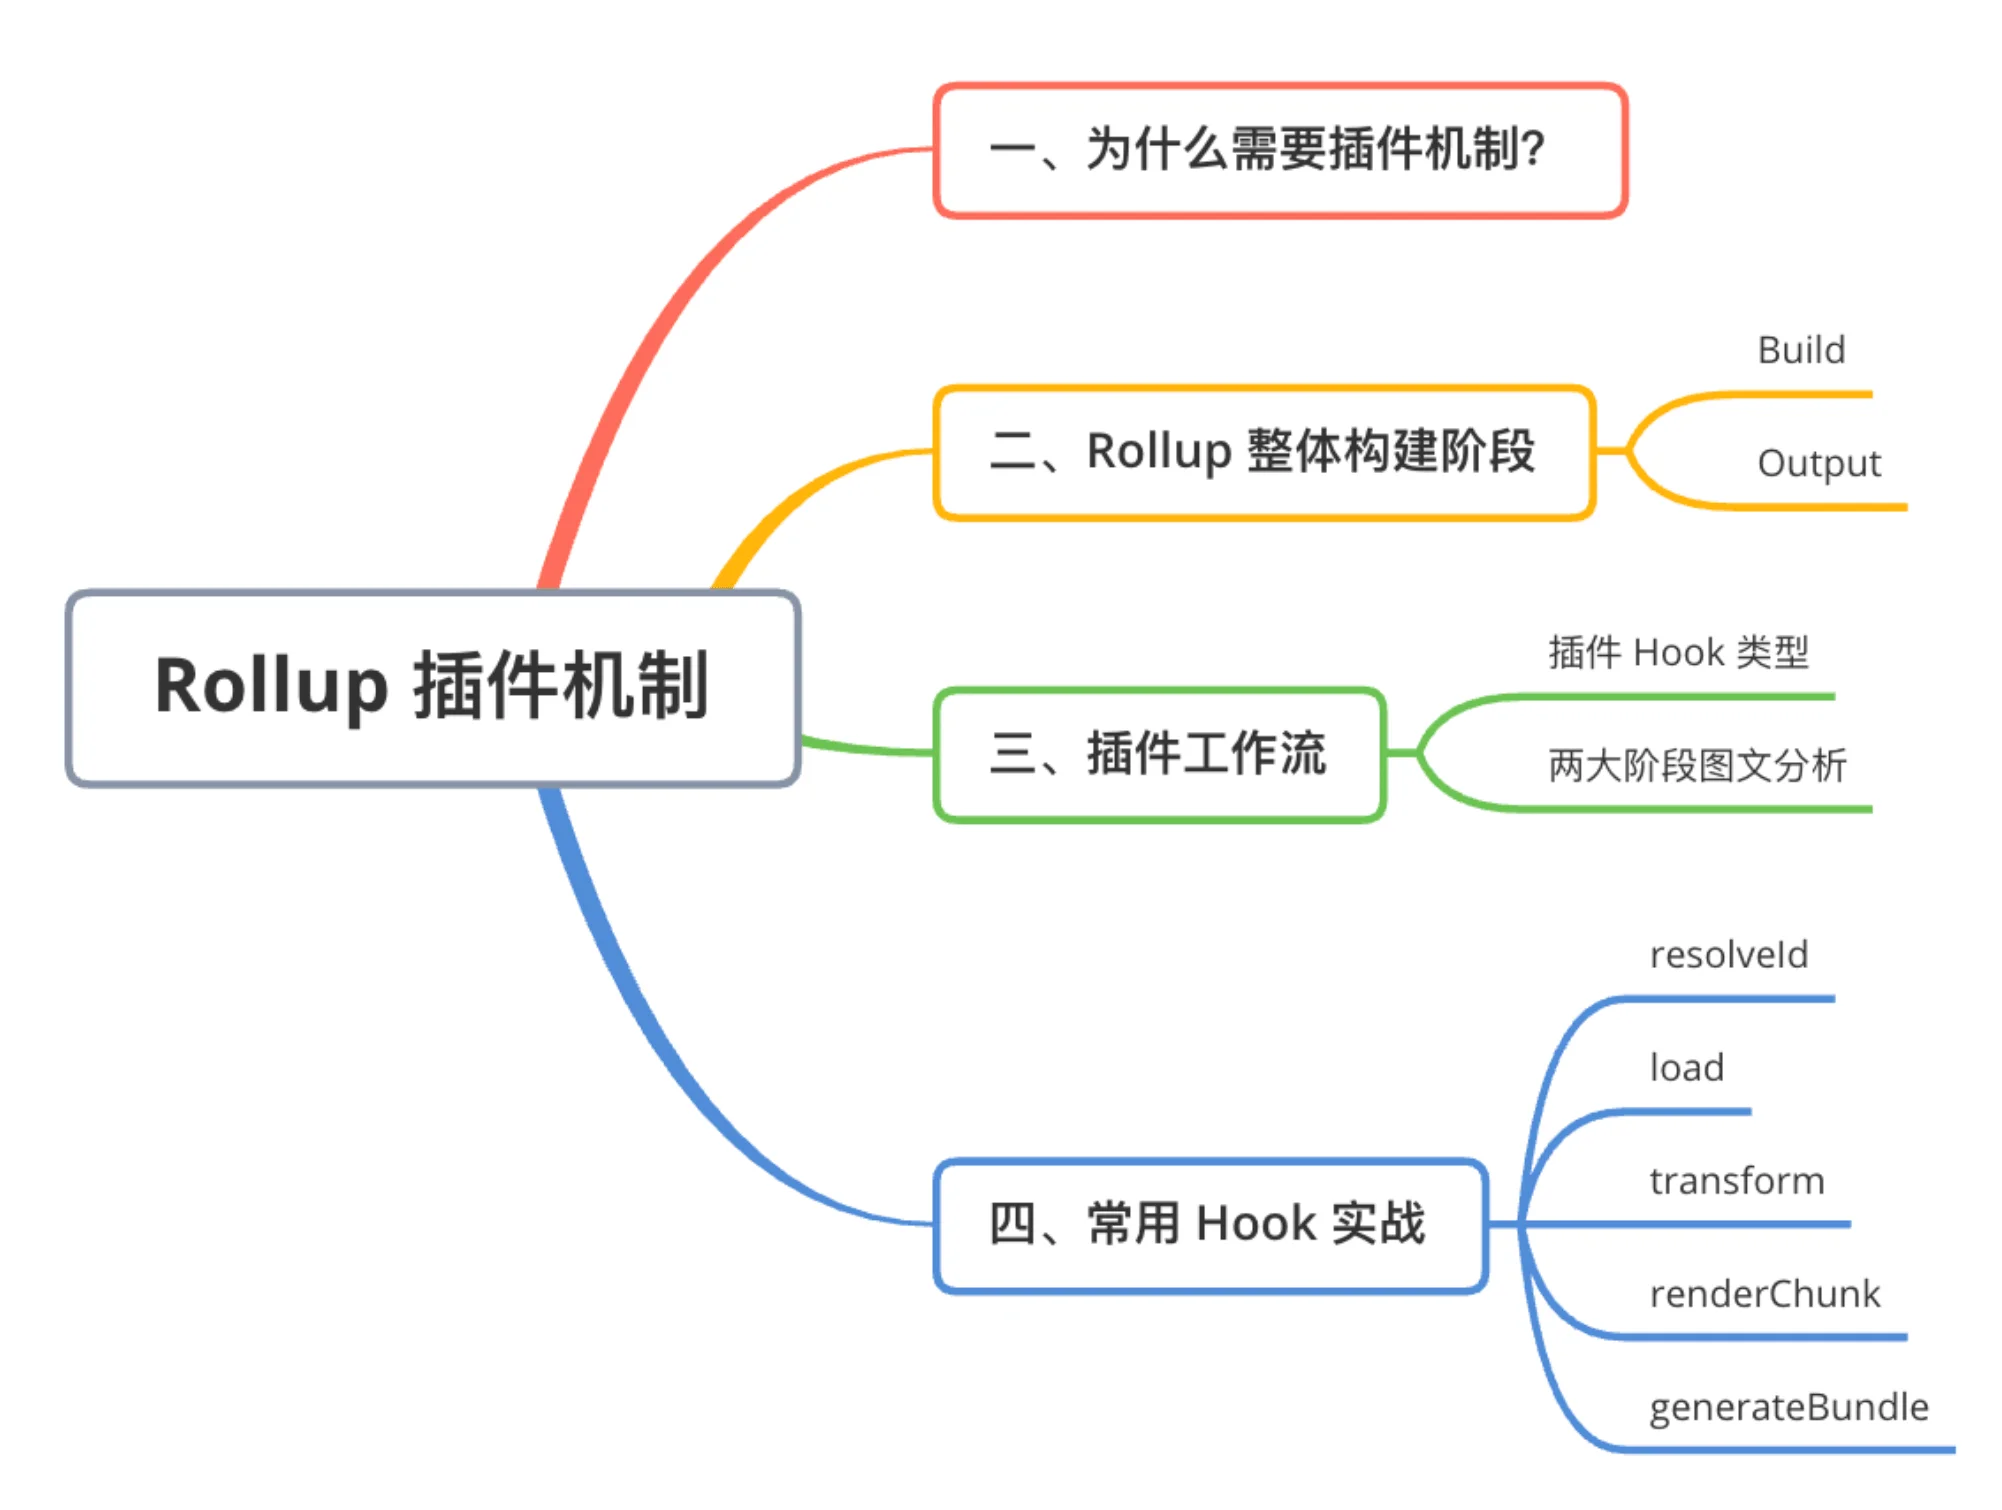 Rollup 插件机制
一、为什么需要插件机制?
二、Rollup 整体构建阶段
Build
Output
三、插件工作流
插件 Hook 类型
两大阶段图文分析
四、常用 Hook 实战
resolveId
load
transform
renderChunk
generateBundle